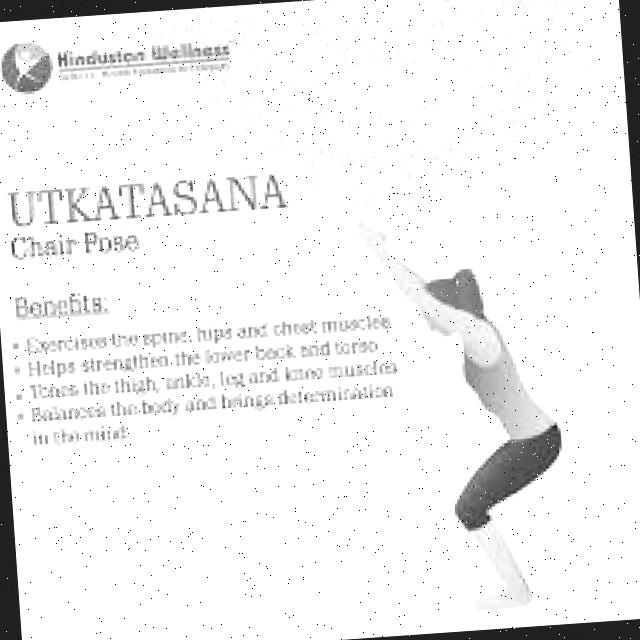 Hindustan Wellness
UTKATASANA
Chair Pose
Benefits:
• Exercises the spine, hips and chest muscles
• Helps strengthen the lower back and torso
• Tones the thigh, ankle, leg and knee muscles
• Balances the body and brings determination
in the mind